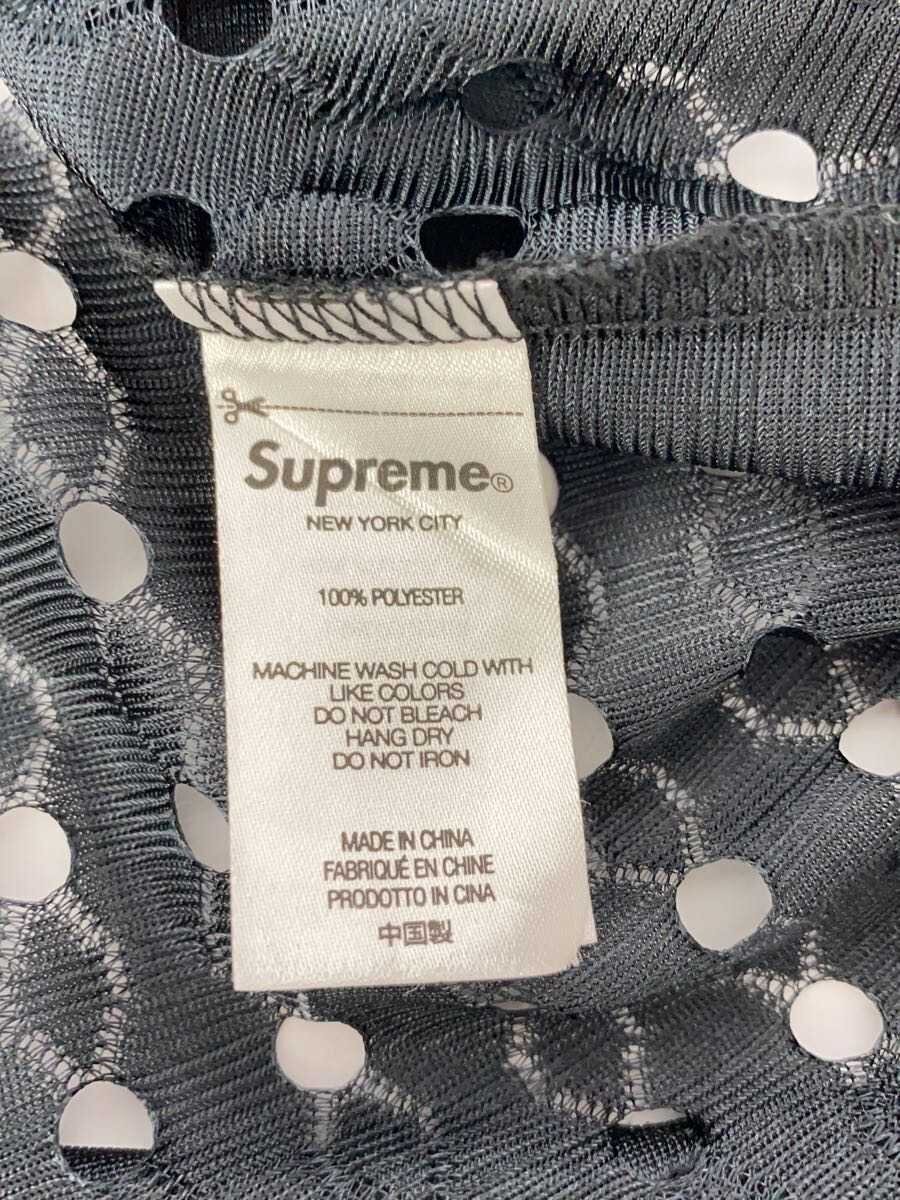 Supreme®
NEW YORK CITY
100% POLYESTER
MACHINE WASH COLD WITH
LIKE COLORS
DO NOT BLEACH
HANG DRY
DO NOT IRON
MADE IN CHINA
FABRIQUÉ EN CHINE
PRODOTTO IN CINA
中国製